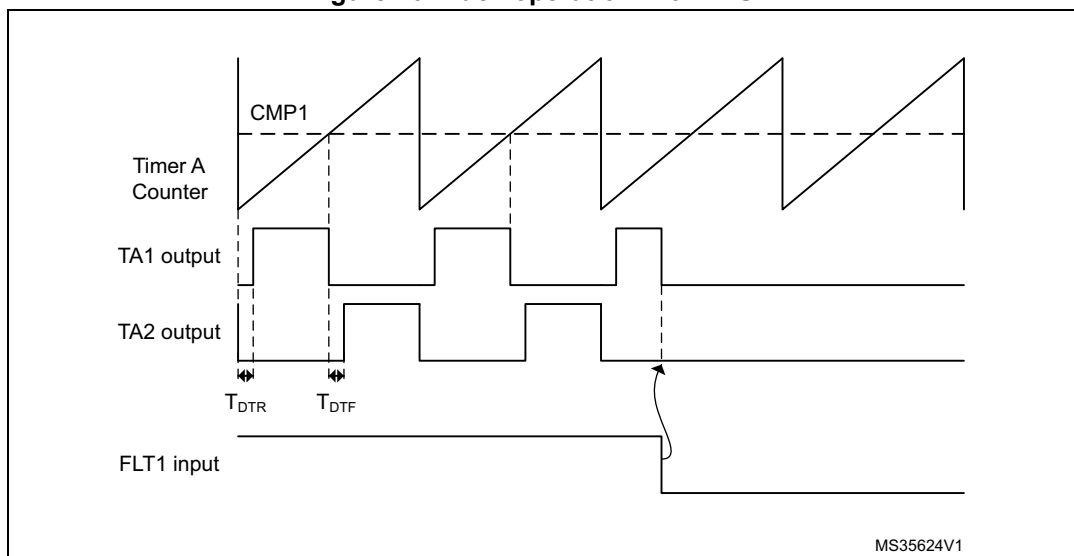 CMP1
Timer A
Counter
TA1 output
TA2 output
TDTR
TDTF
FLT1 input
MS35624V1